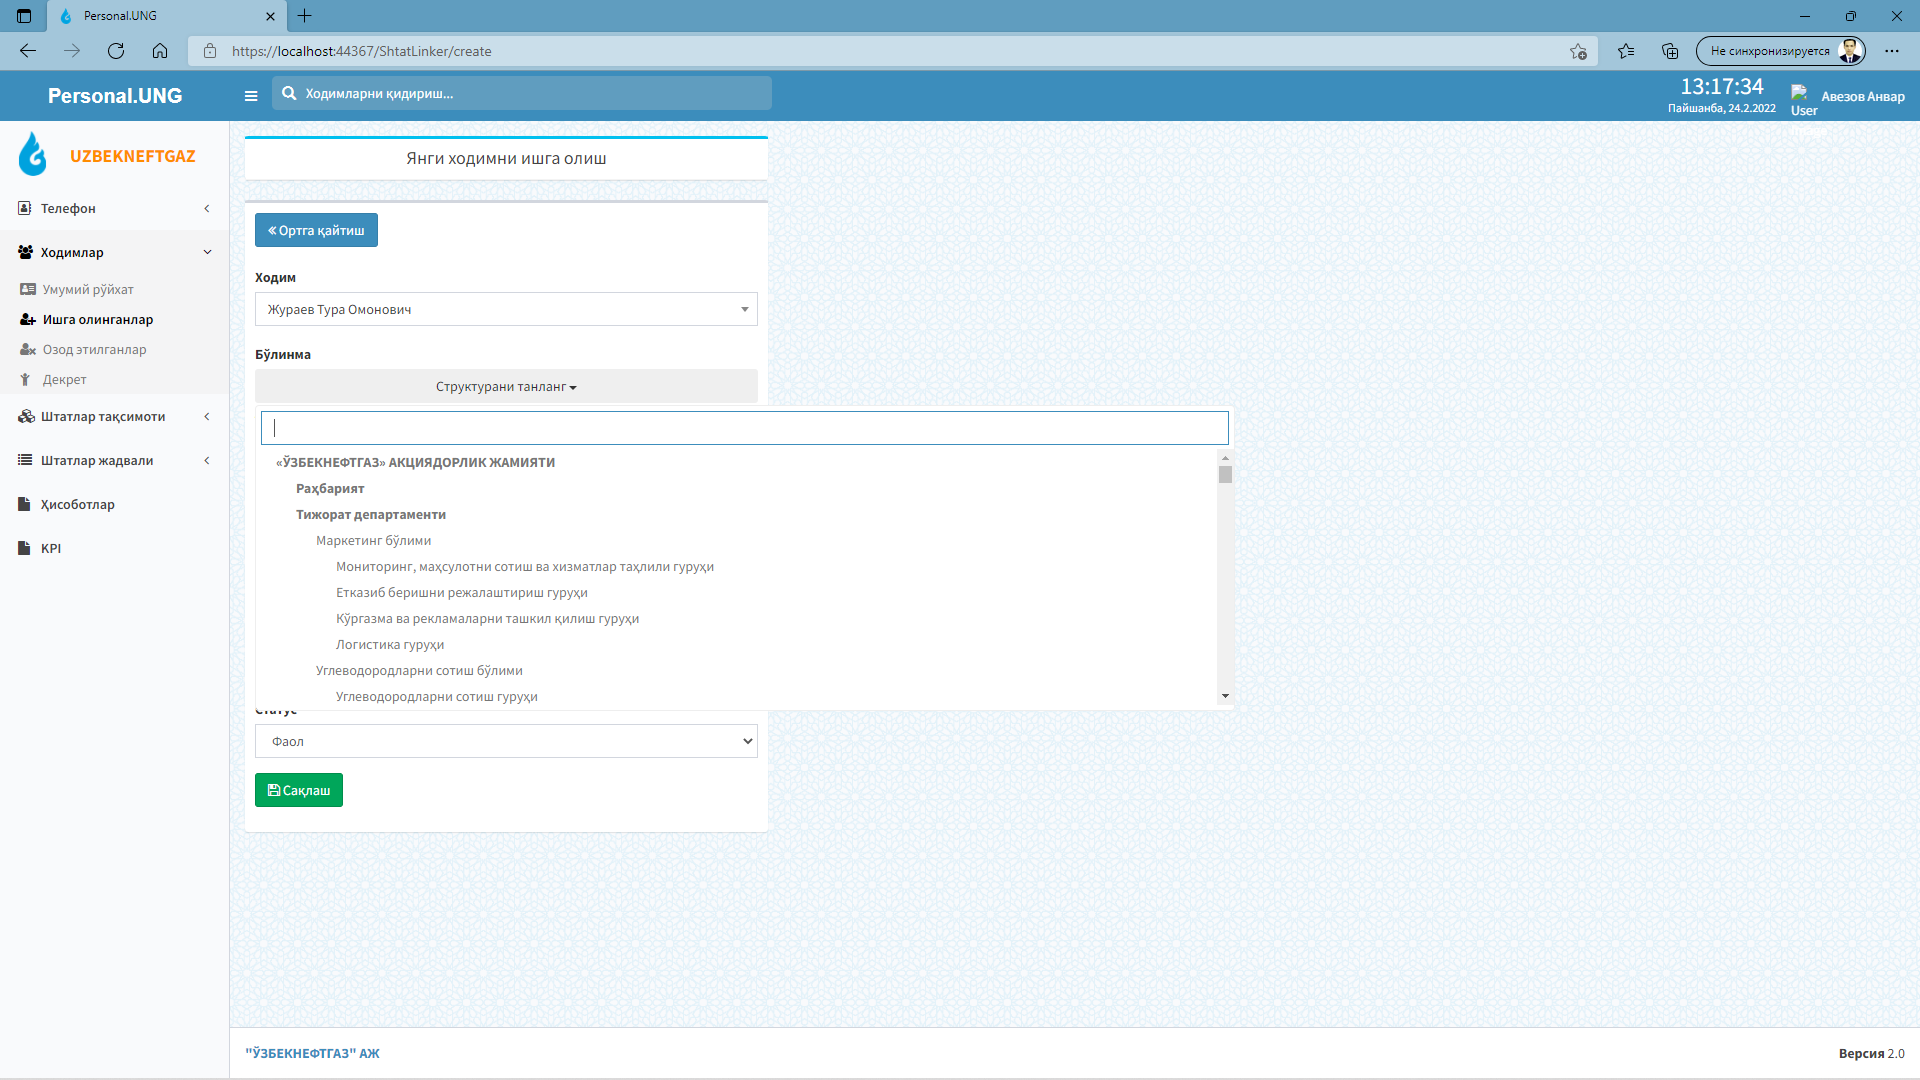 Personal.UNG
https://localhost:44367/ShtatLinker/create
Не синхронизируется
Personal.UNG
Ходимларни қидириш...
13:17:34
Пайшанба, 24.2.2022
User
Авезов Анвар
UZBEKNEFTGAZ
Телефон
Ходимлар
Умумий рўйхат
Ишга олинганлар
Озод этилганлар
Декрет
Штатлар тақсимоти
Штатлар жадвали
Ҳисоботлар
KPI
Янги ходимни ишга олиш
Ортга қайтиш
Ходим
Жураев Тура Омонович
Бўлинма
Структурани танланг
«ЎЗБЕКНЕФТГАЗ» АКЦИЯДОРЛИК ЖАМИЯТИ
Раҳбарият
Тижорат департаменти
Маркетинг бўлими
Мониторинг, маҳсулотни сотиш ва хизматлар таҳлили гуруҳи
Етказиб беришни режалаштириш гуруҳи
Кўргазма ва рекламаларни ташкил қилиш гуруҳи
Логистика гуруҳи
Углеводородларни сотиш бўлими
Углеводородларни сотиш гуруҳи
Статус
Фаол
Сақлаш
"ЎЗБЕКНЕФТГАЗ" АЖ
Версия 2.0